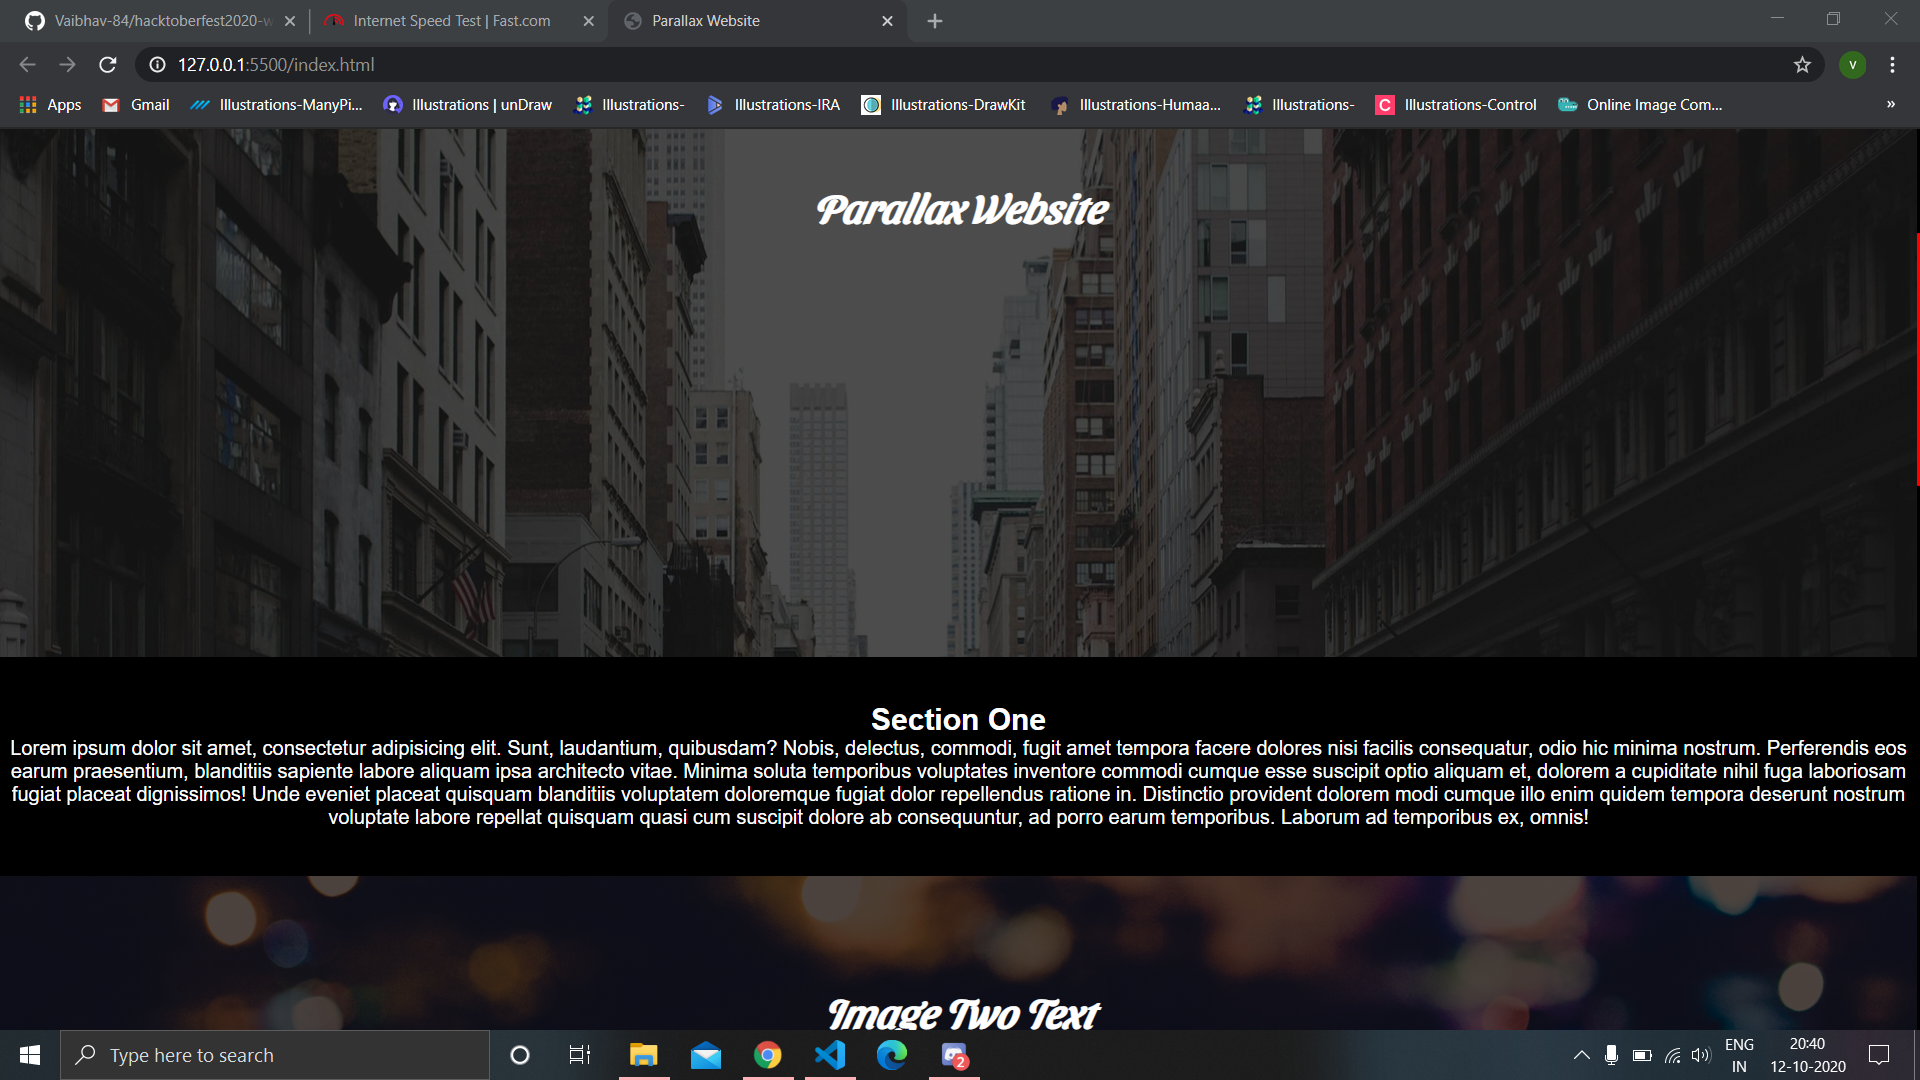 Vaibhav-84/hacktoberfest2020-w
Internet Speed Test | Fast.com
Parallax Website
127.0.0.1:5500/index.html
V
Apps
Gmail
Illustrations-ManyPi...
Illustrations | unDraw
Illustrations-
Illustrations-IRA
Illustrations-DrawKit
Illustrations-Humaa...
Illustrations-
C
Illustrations-Control
Online Image Com...
»
Parallax Website
Section One
Lorem ipsum dolor sit amet, consectetur adipisicing elit. Sunt, laudantium, quibusdam? Nobis, delectus, commodi, fugit amet tempora facere dolores nisi facilis consequatur, odio hic minima nostrum. Perferendis eos
earum praesentium, blanditiis sapiente labore aliquam ipsa architecto vitae. Minima soluta temporibus voluptates inventore commodi cumque esse suscipit optio aliquam et, dolorem a cupiditate nihil fuga laboriosam
fugiat placeat dignissimos! Unde eveniet placeat quisquam blanditiis voluptatem doloremque fugiat dolor repellendus ratione in. Distinctio provident dolorem modi cumque illo enim quidem tempora deserunt nostrum
voluptate labore repellat quisquam quasi cum suscipit dolore ab consequuntur, ad porro earum temporibus. Laborum ad temporibus ex, omnis!
Image Two Text
Type here to search
2
ENG
IN
20:40
12-10-2020